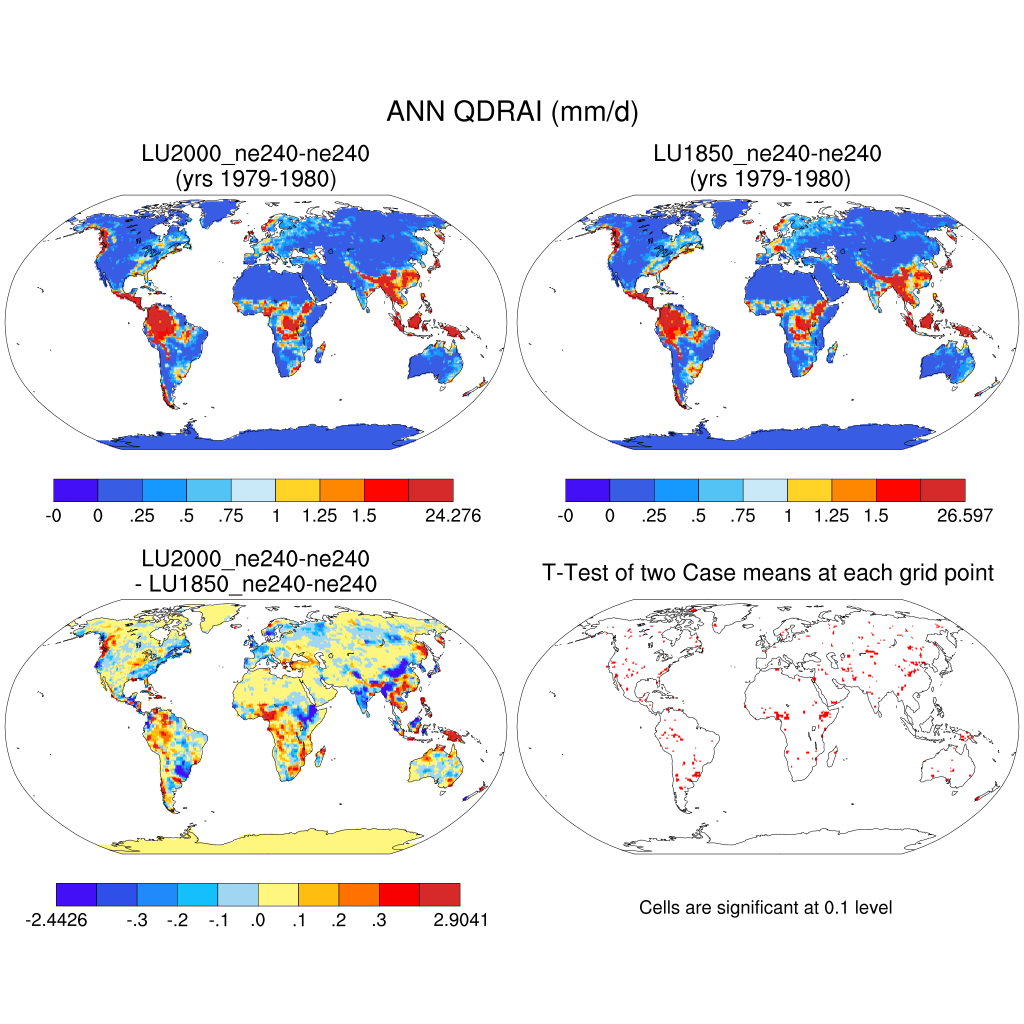 ANN QDRAI (mm/d)
LU2000_ne240-ne240
(yrs 1979-1980)
LU1850_ne240-ne240
(yrs 1979-1980)
-0 0 .25 .5 .75 1 1.25 1.5 24.276
-0 0 .25 .5 .75 1 1.25 1.5 26.597
LU2000_ne240-ne240
- LU1850_ne240-ne240
T-Test of two Case means at each grid point
-2.4426 -.3 -.2 -.1 .0 .1 .2 .3 2.9041
Cells are significant at 0.1 level